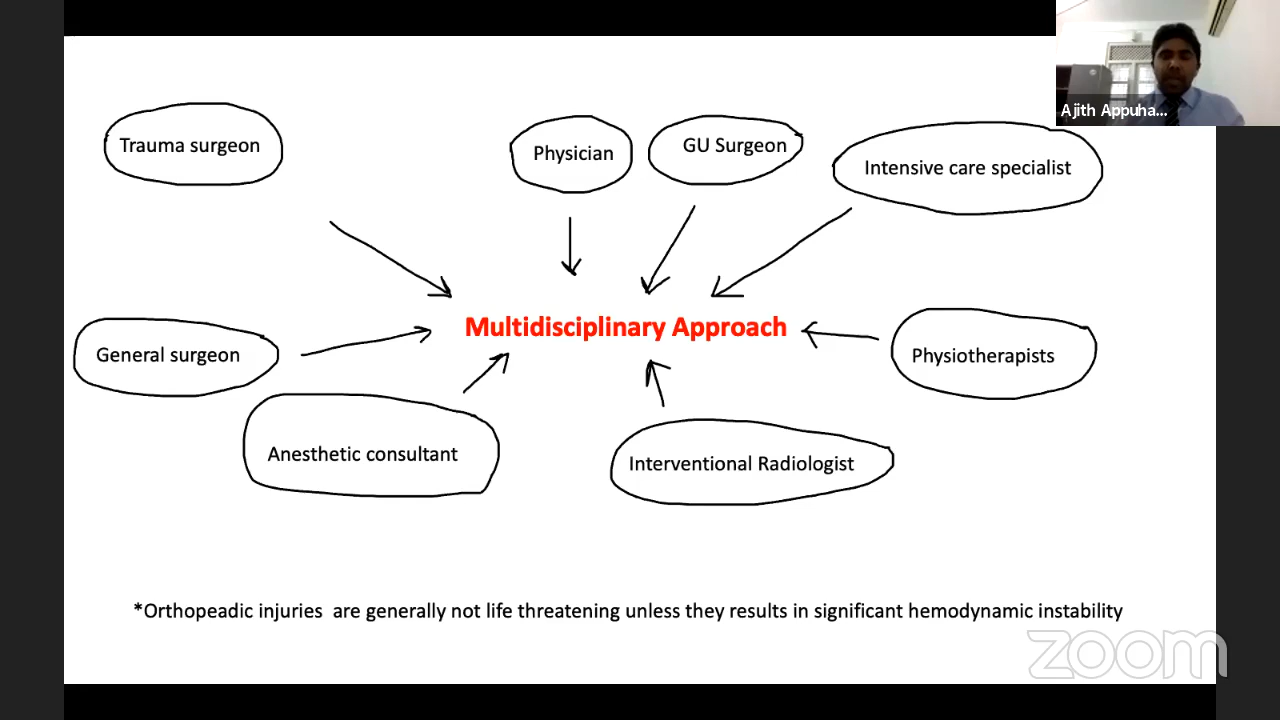 Ajith Appuha...
Trauma surgeon
Physician
GU Surgeon
Intensive care specialist
Multidisciplinary Approach
General surgeon
Physiotherapists
Anesthetic consultant
Interventional Radiologist
*Orthopeadic injuries are generally not life threatening unless they results in significant hemodynamic instability
zoom